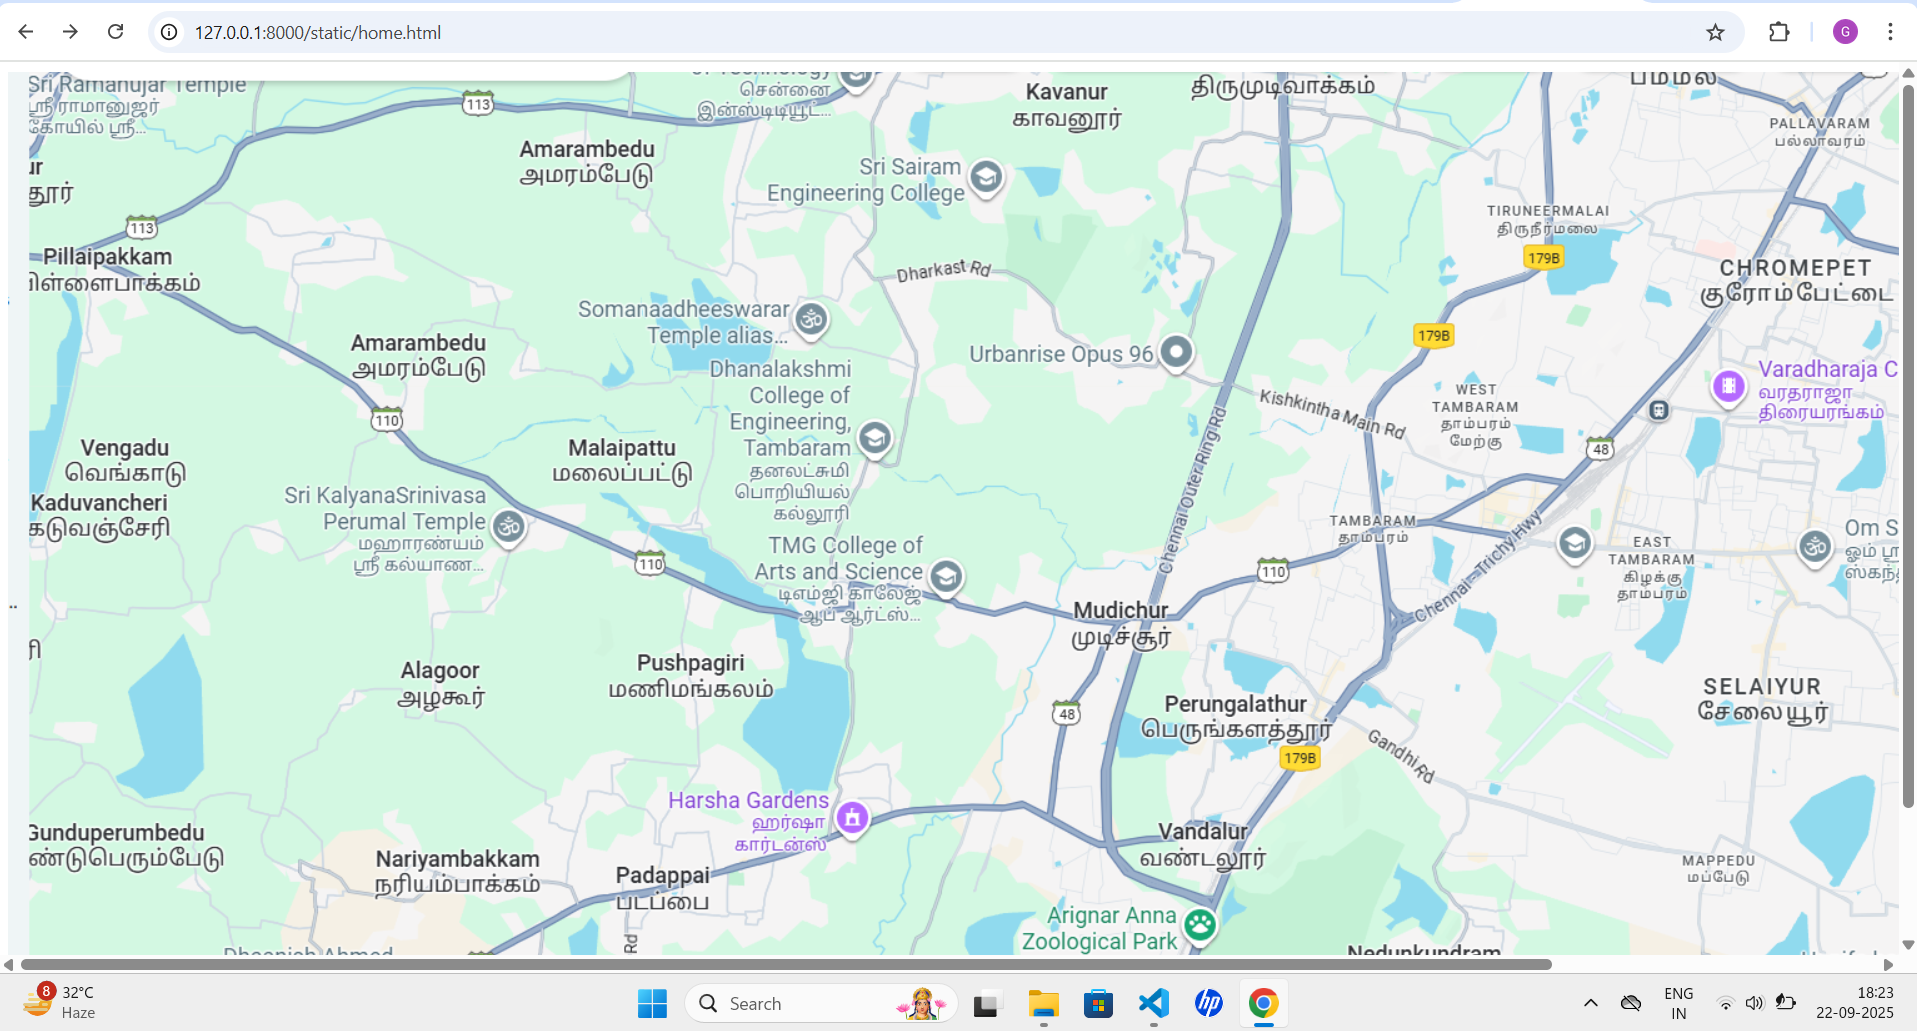 127.0.0.1:8000/static/home.html
G
Sri Ramanujar Temple
ஸ்ரீ ராமானுஜர்
கோயில் ஸ்ரீ...
113
சென்னை
இன்ஸ்டிடியூட்...
Kavanur
காவனூர்
திருமுடிவாக்கம்
பம்மல்
PALLAVARAM
பல்லாவரம்
Amarambedu
அமரம்பேடு
Sri Sairam
Engineering College
113
TIRUNEERMALAI
திருநீர்மலை
Pillaipakkam
Dharkast Rd
179B
CHROMEPET
குரோம்பேட்டை
Somanaadheeswarar
Temple alias...
179B
Amarambedu
அமரம்பேடு
Urbanrise Opus 96
Varadharaja C
வரதராஜா
திரையரங்கம்
Dhanalakshmi
College of
Engineering,
Tambaram
தனலட்சுமி
பொறியியல்
கல்லூரி
Kishkintha Main Rd
WEST
TAMBARAM
தாம்பரம்
மேற்கு
110
48
Chennai Outer Ring Rd
Vengadu
வெங்காடு
Malaipattu
மலைப்பட்டு
Kaduvancheri
கடுவஞ்சேரி
Sri KalyanaSrinivasa
Perumal Temple
மஹாரண்யம்
ஸ்ரீ கல்யாண...
TAMBARAM
தாம்பரம்
Chennai - Trichy Hwy
EAST
TAMBARAM
கிழக்கு
தாம்பரம்
Om S
TMG College of
Arts and Science
டிஎம்ஜி காலேஜ்
ஆப் ஆர்ட்ஸ்...
110
110
Mudichur
முடிச்சூர்
Alagoor
அழகூர்
Pushpagiri
மணிமங்கலம்
48
Perungalathur
பெருங்களத்தூர்
SELAIYUR
சேலையூர்
179B
Gandhi Rd
Harsha Gardens
ஹர்ஷா
கார்டன்ஸ்
Gunduperumbedu
Nariyambakkam
நரியம்பாக்கம்
Padappai
படப்பை
Vandalur
வண்டலூர்
MAPPEDU
மப்பேடு
Arignar Anna
Zoological Park
Rd
Nedunkundram
8
32°C
Haze
Search
hp
ENG
IN
18:23
22-09-2025